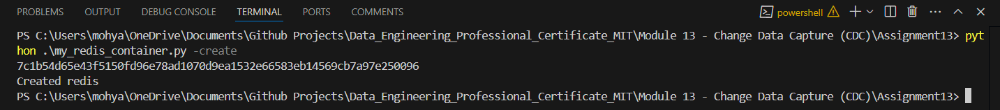 PROBLEMS OUTPUT DEBUG CONSOLE TERMINAL PORTS COMMENTS powershell
PS C:\Users\mohya\OneDrive\Documents\Github Projects\Data_Engineering_Professional_Certificate_MIT\Module 13 - Change Data Capture (CDC)\Assignment13> pyt
hon .\my_redis_container.py -create
7c1b54d65e43f5150fd96e78ad1070d9ea1532e66583eb14569cb7a97e250096
Created redis
PS C:\Users\mohya\OneDrive\Documents\Github Projects\Data_Engineering_Professional_Certificate_MIT\Module 13 - Change Data Capture (CDC)\Assignment13>